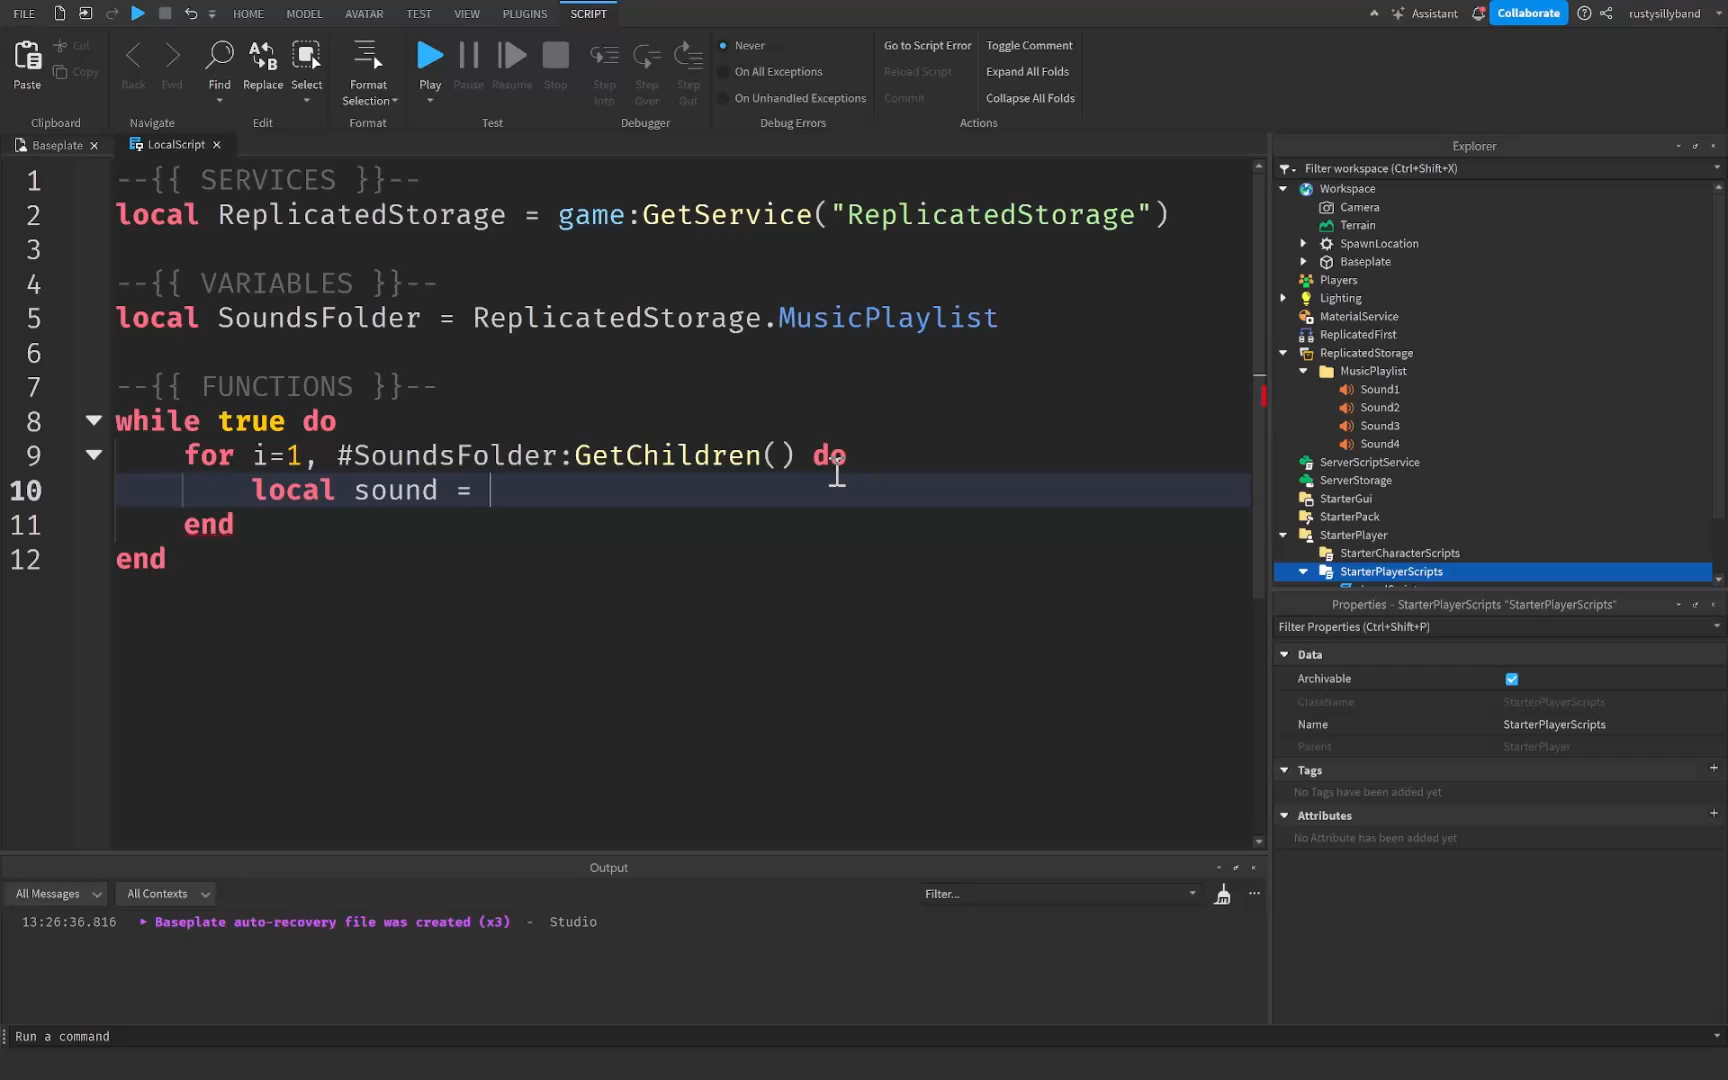 FILE HOME MODEL AVATAR TEST VIEW PLUGINS SCRIPT Assistant Collaborate rustysillyband
Paste Cut Copy
Clipboard
Back Fwd
Navigate
Find Replace Select
Edit
Format Selection
Format
Play Pause Resume Stop
Test
Step Into Step Over Step Out
Debugger
Never
On All Exceptions
On Unhandled Exceptions
Debug Errors
Go to Script Error Toggle Comment
Reload Script Expand All Folds
Commit Collapse All Folds
Actions
Baseplate LocalScript
1 --{{ SERVICES }}--
2 local ReplicatedStorage = game:GetService("ReplicatedStorage")
3
4 --{{ VARIABLES }}--
5 local SoundsFolder = ReplicatedStorage.MusicPlaylist
6
7 --{{ FUNCTIONS }}--
8 while true do
9 for i=1, #SoundsFolder:GetChildren() do
10 local sound =
11 end
12 end
Explorer
Filter workspace (Ctrl+Shift+X)
Workspace
Camera
Terrain
SpawnLocation
Baseplate
Players
Lighting
MaterialService
ReplicatedFirst
ReplicatedStorage
MusicPlaylist
Sound1
Sound2
Sound3
Sound4
ServerScriptService
ServerStorage
StarterGui
StarterPack
StarterPlayer
StarterCharacterScripts
StarterPlayerScripts
Properties - StarterPlayerScripts "StarterPlayerScripts"
Filter Properties (Ctrl+Shift+P)
Data
Archivable
ClassName StarterPlayerScripts
Name StarterPlayerScripts
Parent StarterPlayer
Tags
No Tags have been added yet
Attributes
No Attribute has been added yet
Output
All Messages All Contexts Filter...
13:26:36.816 Baseplate auto-recovery file was created (x3) - Studio
Run a command